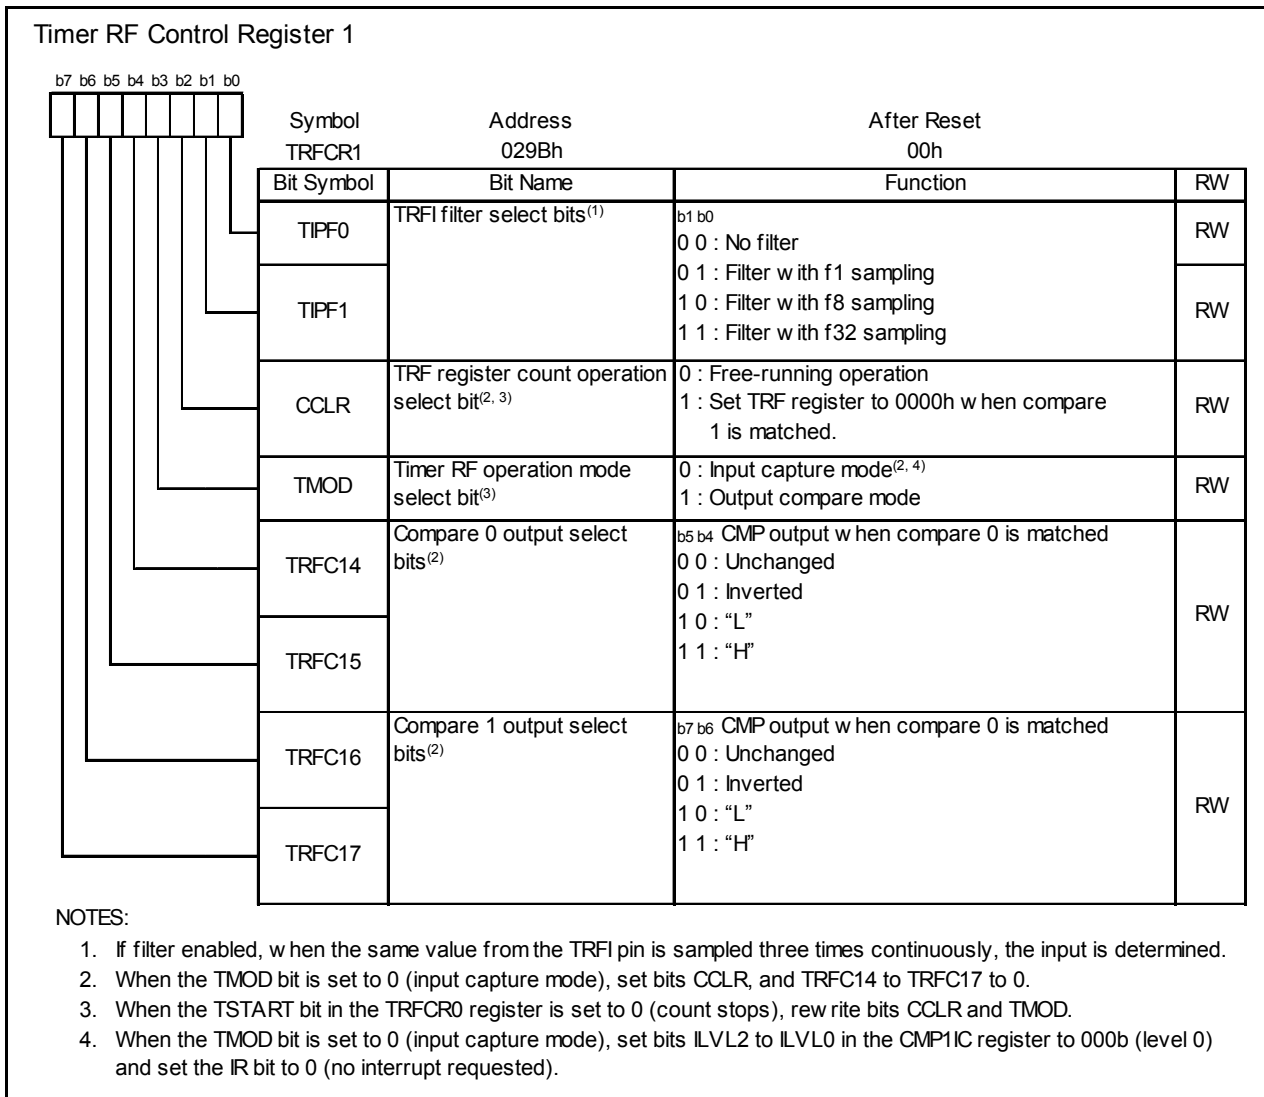 Timer RF Control Register 1
b7 b6 b5 b4 b3 b2 b1 b0
Symbol Address After Reset
TRFCR1 029Bh 00h
Bit Symbol Bit Name Function RW
TIPF0 TRFI filter select bits(1) b1 b0 RW
0 0 : No filter
TIPF1 0 1 : Filter with f1 sampling RW
1 0 : Filter with f8 sampling
1 1 : Filter with f32 sampling
CCLR TRF register count operation 0 : Free-running operation RW
select bit(2, 3) 1 : Set TRF register to 0000h when compare
1 is matched.
TMOD Timer RF operation mode 0 : Input capture mode(2, 4) RW
select bit(3) 1 : Output compare mode
TRFC14 Compare 0 output select b5 b4 CMP output when compare 0 is matched RW
bits(2) 0 0 : Unchanged
0 1 : Inverted
1 0 : “L”
TRFC15 1 1 : “H”
TRFC16 Compare 1 output select b7 b6 CMP output when compare 0 is matched RW
bits(2) 0 0 : Unchanged
0 1 : Inverted
1 0 : “L”
TRFC17 1 1 : “H”
NOTES:
1. If filter enabled, when the same value from the TRFI pin is sampled three times continuously, the input is determined.
2. When the TMOD bit is set to 0 (input capture mode), set bits CCLR, and TRFC14 to TRFC17 to 0.
3. When the TSTART bit in the TRFCR0 register is set to 0 (count stops), rewrite bits CCLR and TMOD.
4. When the TMOD bit is set to 0 (input capture mode), set bits ILVL2 to ILVL0 in the CMP1IC register to 000b (level 0)
and set the IR bit to 0 (no interrupt requested).